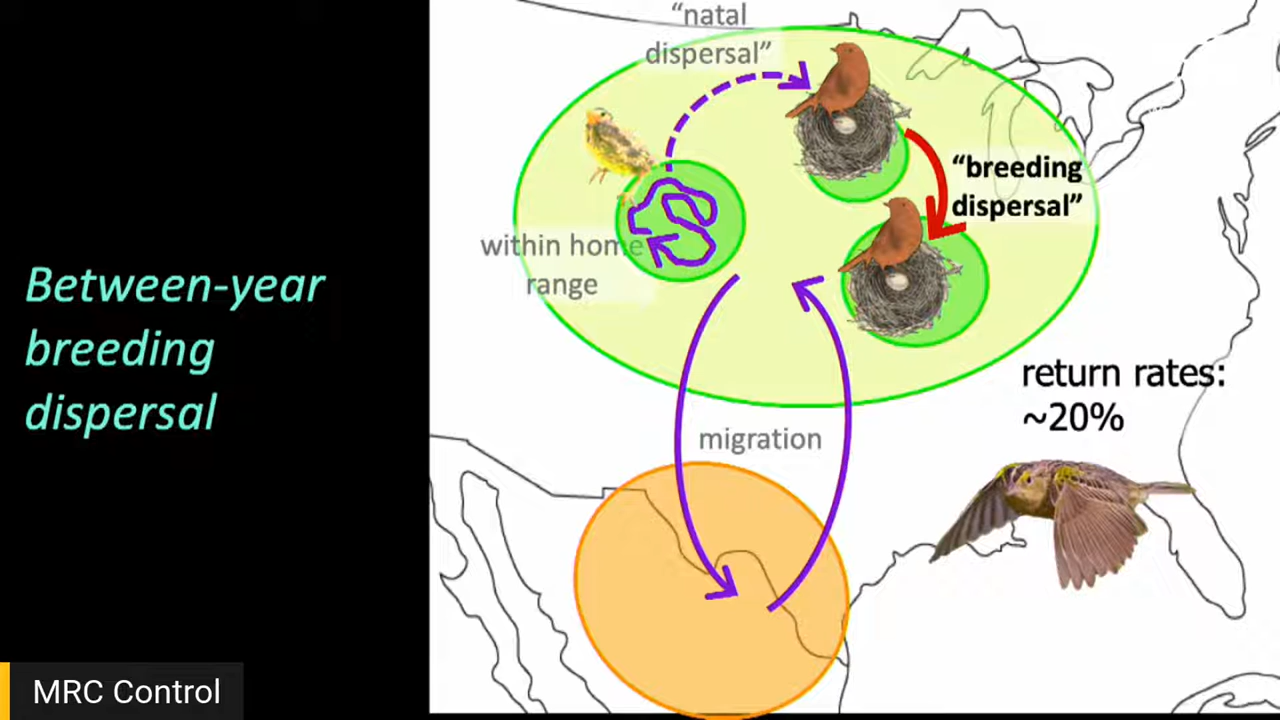 Between-year
breeding
dispersal
“natal
dispersal”
“breeding
dispersal”
within home
range
return rates:
~20%
migration
MRC Control